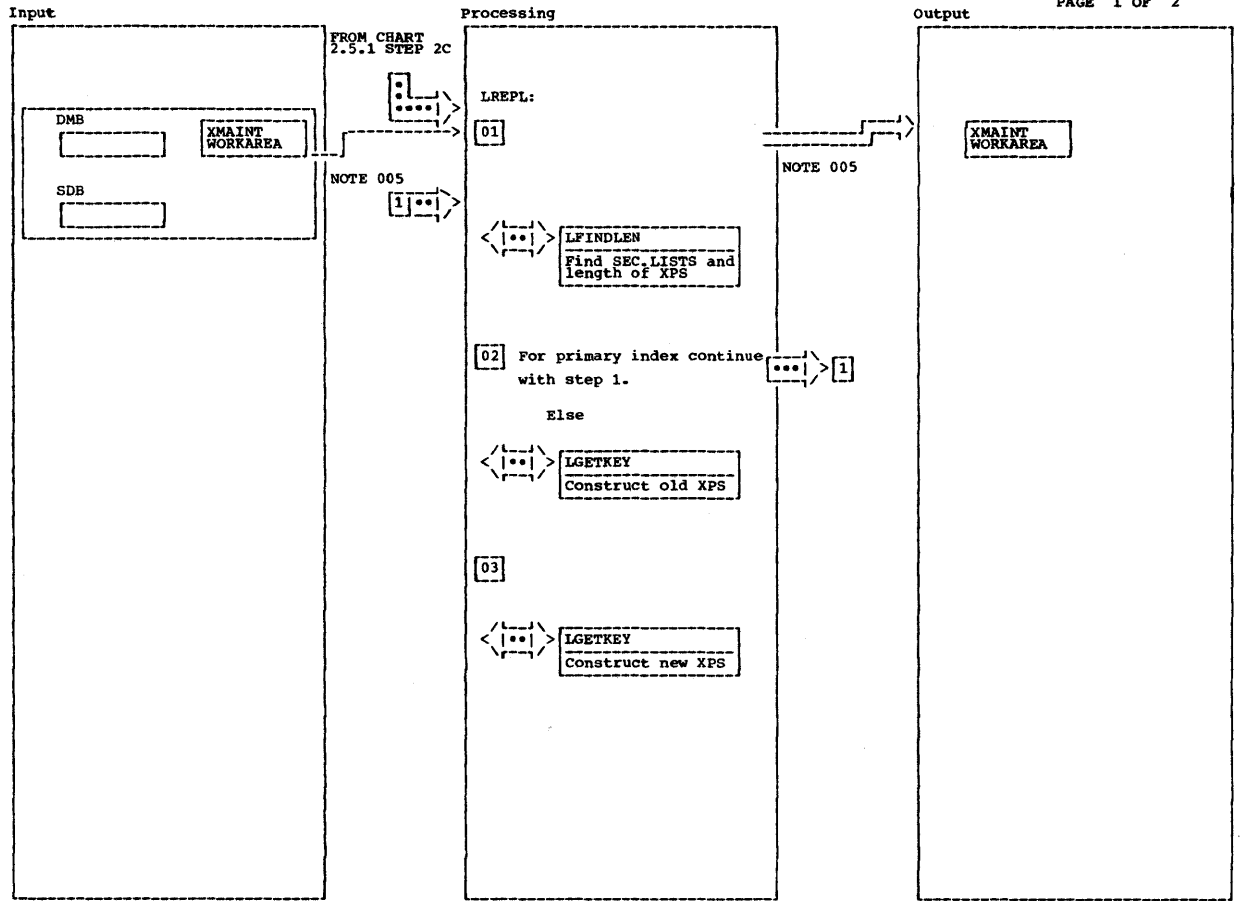 PAGE 1 OF 2
Input
Processing
Output
FROM CHART
2.5.1 STEP 2C
LREPL:
DMB
XMAINT
WORKAREA
01
XMAINT
WORKAREA
NOTE 005
SDB
NOTE 005
1
LFINDLEN
Find SEC.LISTS and
length of XPS
02 For primary index continue
with step 1.
1
Else
LGETKEY
Construct old XPS
03
LGETKEY
Construct new XPS